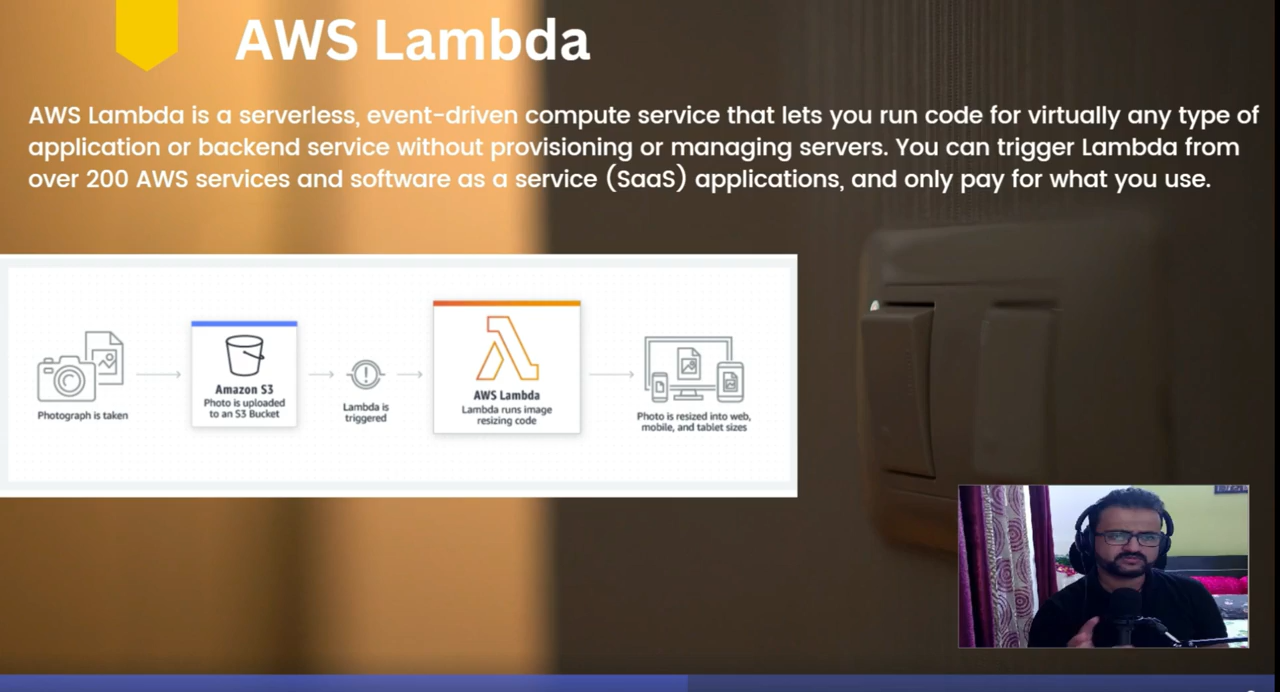 AWS Lambda
AWS Lambda is a serverless, event-driven compute service that lets you run code for virtually any type of
application or backend service without provisioning or managing servers. You can trigger Lambda from
over 200 AWS services and software as a service (SaaS) applications, and only pay for what you use.
Photograph is taken
Amazon S3
Photo is uploaded
to an S3 Bucket
Lambda is
triggered
AWS Lambda
Lambda runs image
resizing code
Photo is resized into web,
mobile, and tablet sizes